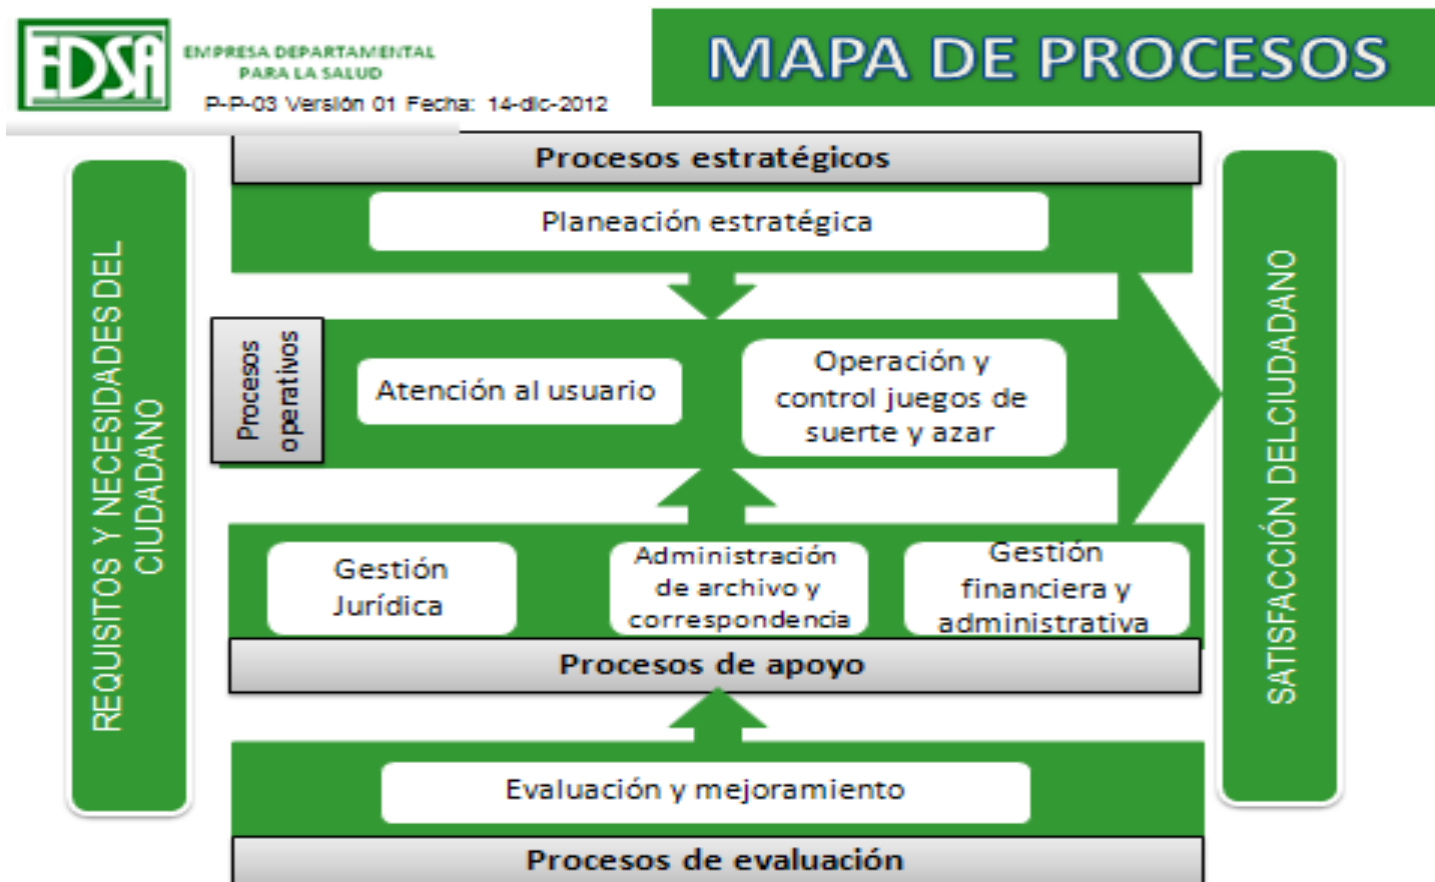 EDSA
EMPRESA DEPARTAMENTAL
PARA LA SALUD
P-P-03 Versión 01 Fecha: 14-dic-2012
MAPA DE PROCESOS
REQUISITOS Y NECESIDADES DEL
CIUDADANO
Procesos estratégicos
Planeación estratégica
Procesos
operativos
Atención al usuario
Operación y
control juegos de
suerte y azar
Gestión
Jurídica
Administración
de archivo y
correspondencia
Gestión
financiera y
administrativa
Procesos de apoyo
Evaluación y mejoramiento
Procesos de evaluación
SATISFACCIÓN DELCIUDADANO